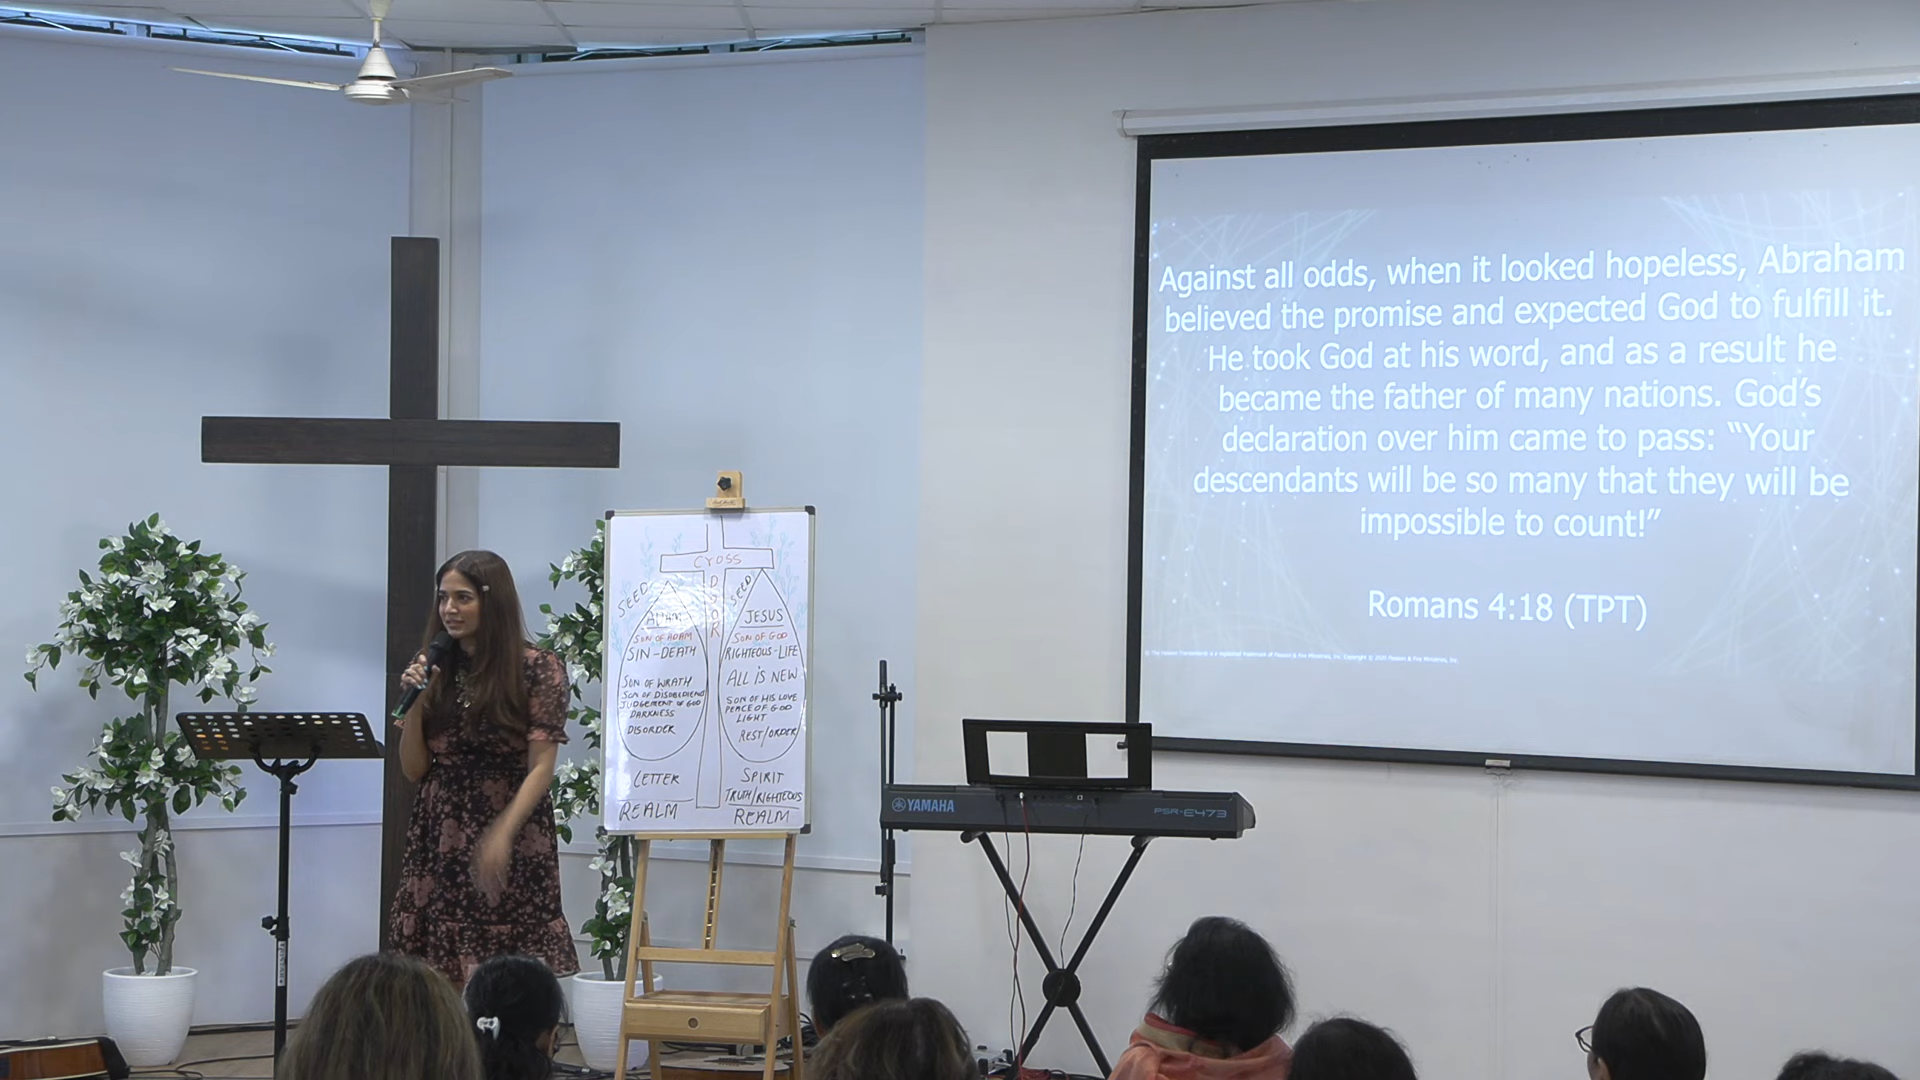 Against all odds, when it looked hopeless, Abraham
believed the promise and expected God to fulfill it.
He took God at his word, and as a result he
became the father of many nations. God's
declaration over him came to pass: “Your
descendants will be so many that they will be
impossible to count!”
Romans 4:18 (TPT)
CROSS
DOOR
SEED
ADAM
SON OF ADAM
SIN-DEATH
SON OF WRATH
SON OF DISOBEDIENS
JUDGEMENT OF GOD
DARKNESS
DISORDER
LETTER
REALM
SEED
JESUS
SON OF GOD
RIGHTEOUS-LIFE
ALL IS NEW
SON OF HIS LOVE
PEACE OF GOD
LIGHT
REST/ORDER
SPIRIT
TRUTH/RIGHTEOUS
REALM
YAMAHA
PSR-E473